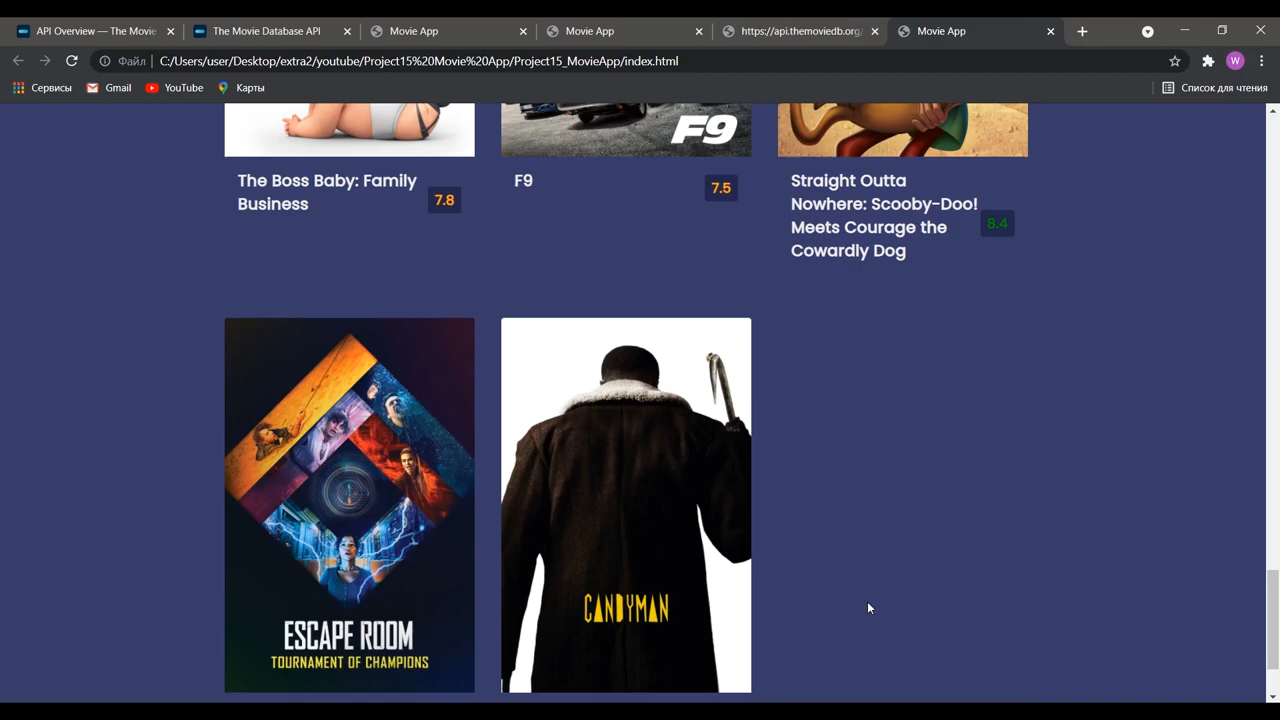 API Overview — The Movie
The Movie Database API
Movie App
Movie App
https://api.themoviedb.org/
Movie App
Файл
C:/Users/user/Desktop/extra2/youtube/Project15%20Movie%20App/Project15_MovieApp/index.html
W
Сервисы
Gmail
YouTube
Карты
Список для чтения
F9
The Boss Baby: Family
Business
7.8
F9
7.5
Straight Outta
Nowhere: Scooby-Doo!
Meets Courage the
Cowardly Dog
8.4
ESCAPE ROOM
TOURNAMENT OF CHAMPIONS
CANDYMAN